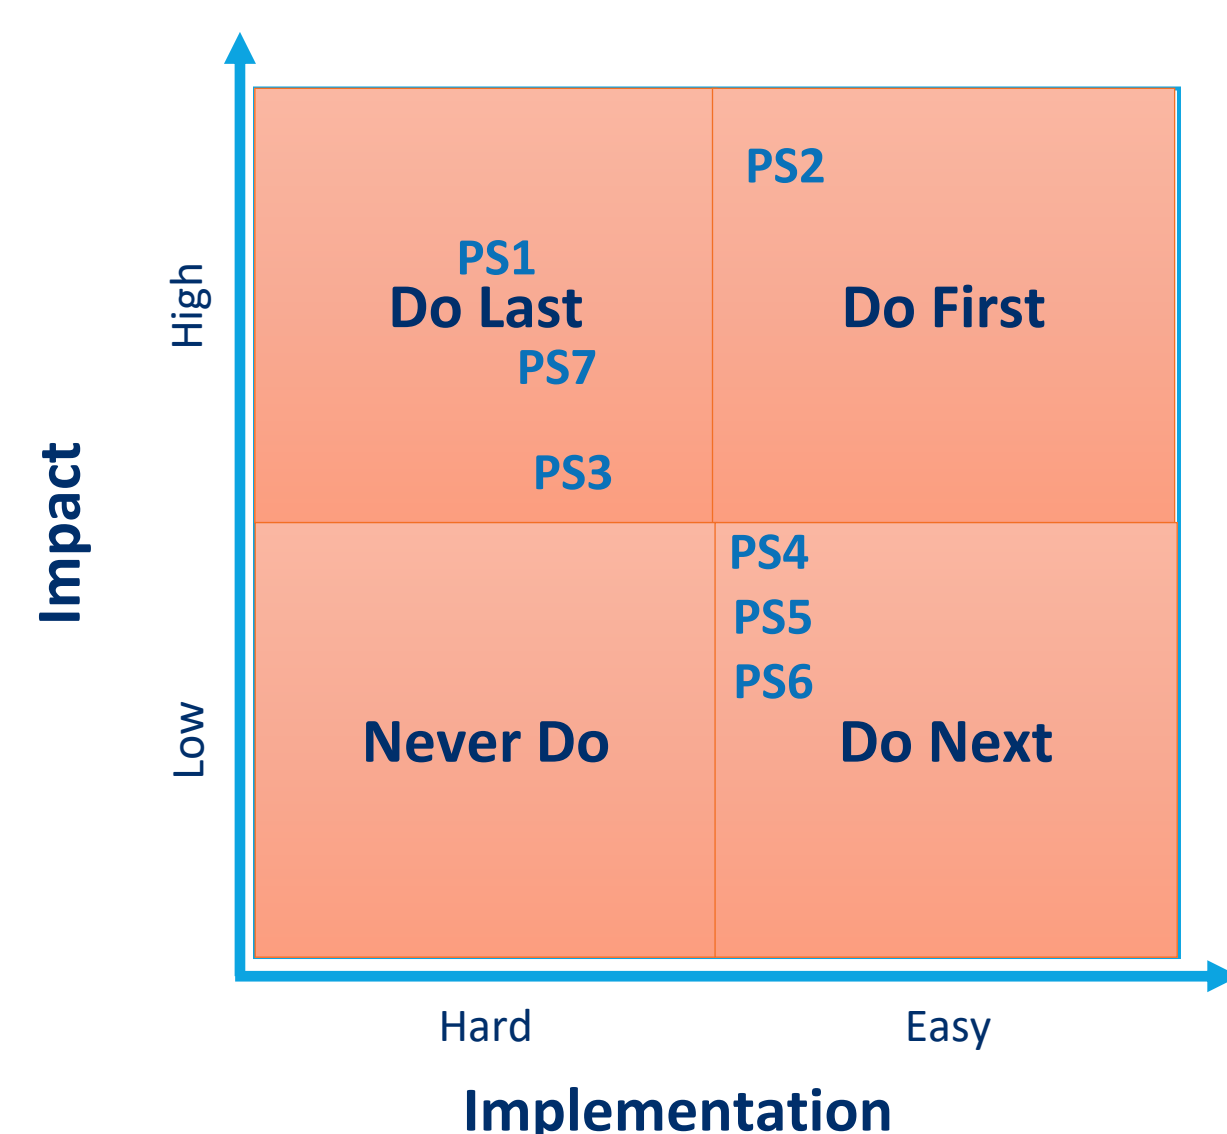 PS2
PS1
High
Do Last
Do First
PS7
PS3
Impact
PS4
PS5
PS6
Low
Never Do
Do Next
Hard
Easy
Implementation